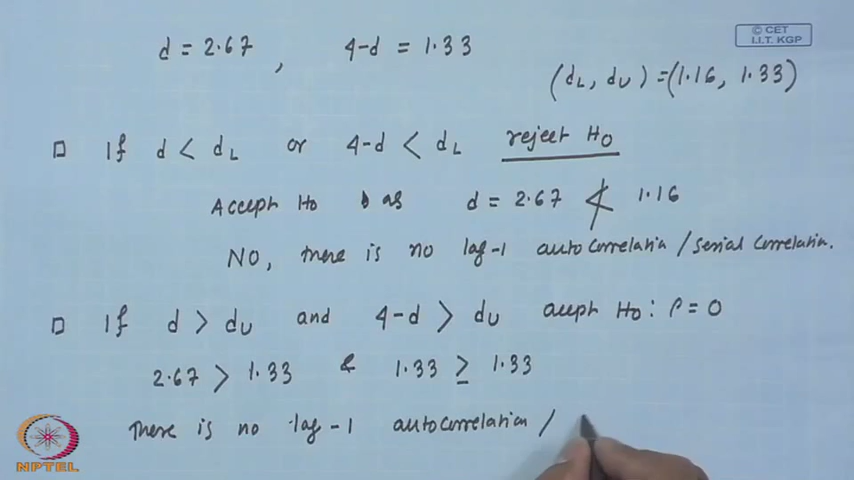 d = 2.67 , 4-d = 1.33
© CET
I.I.T. KGP
(dL, dU) = (1.16, 1.33)
□ If d < dL or 4-d < dL reject H0
Accept H0 as d = 2.67 ≮ 1.16
NO, there is no lag-1 autocorrelation / serial correlation.
□ If d > dU and 4-d > dU accept H0 : ρ = 0
2.67 > 1.33 & 1.33 ≥ 1.33
There is no lag-1 autocorrelation /
NPTEL